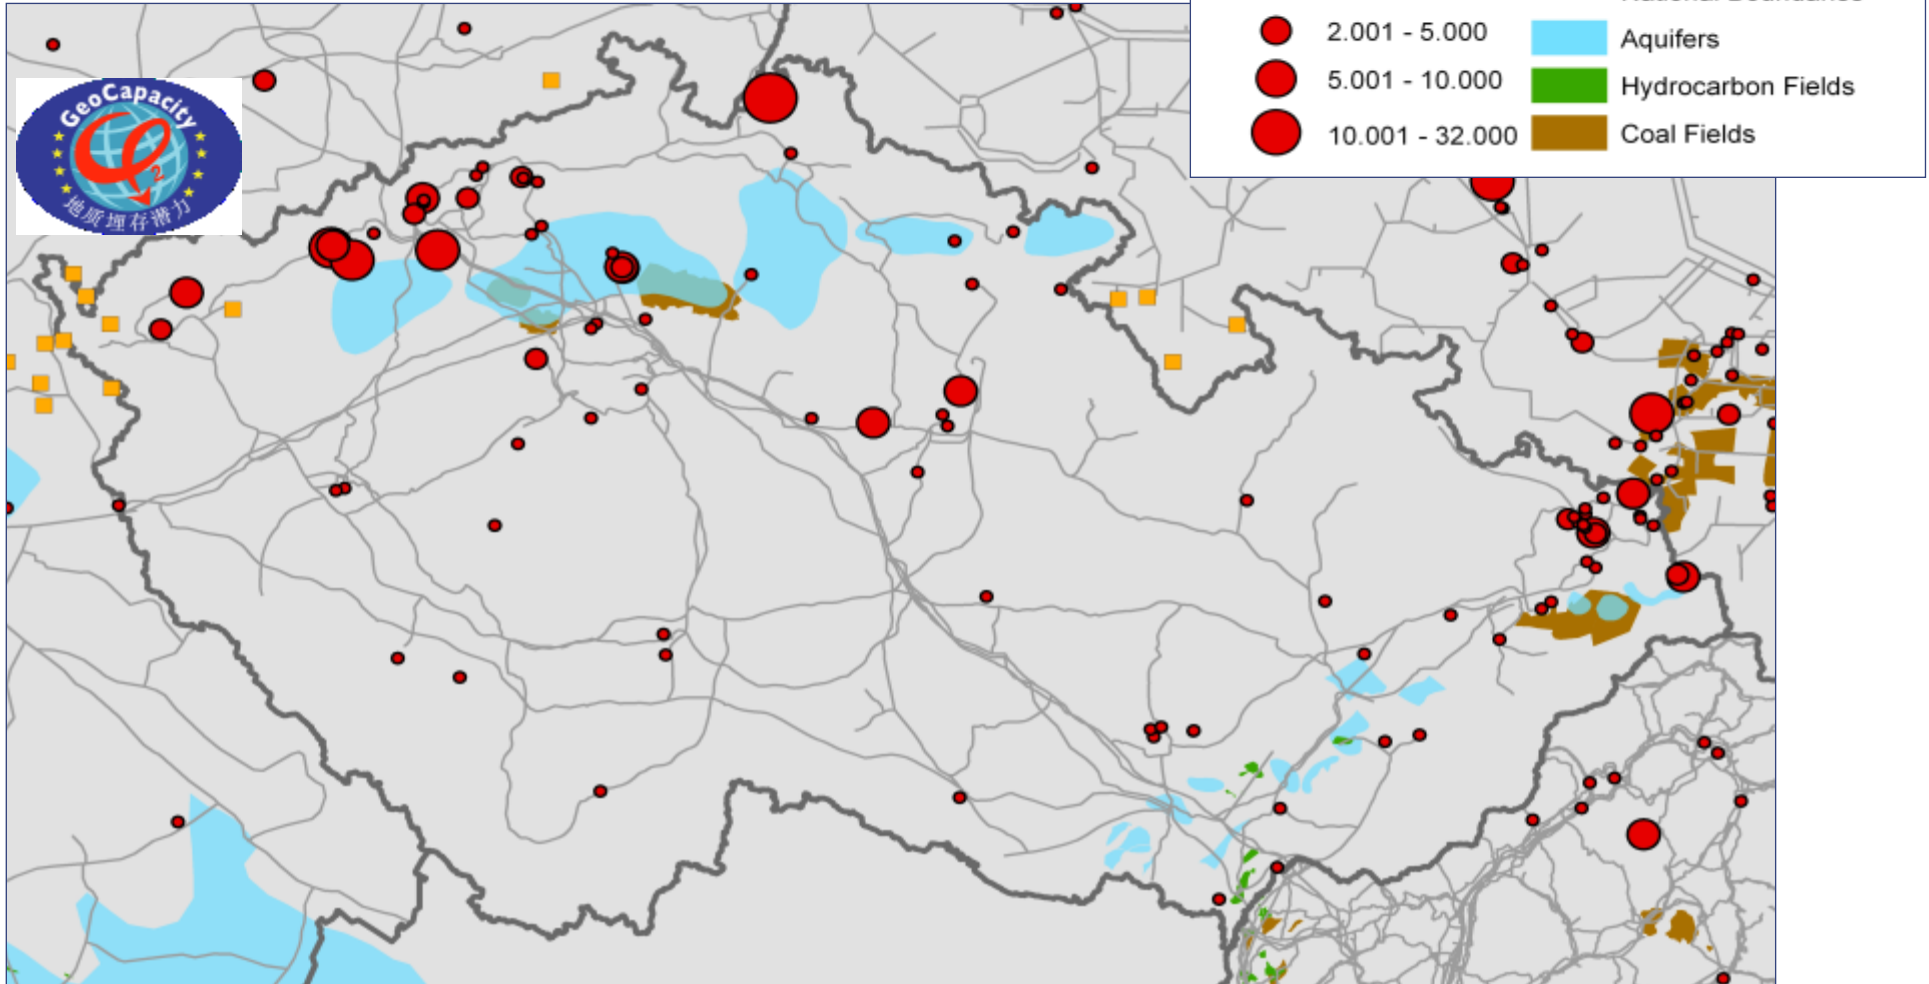 GeoCapacity
2
地质埋存潜力
2.001 - 5.000
Aquifers
5.001 - 10.000
Hydrocarbon Fields
10.001 - 32.000
Coal Fields